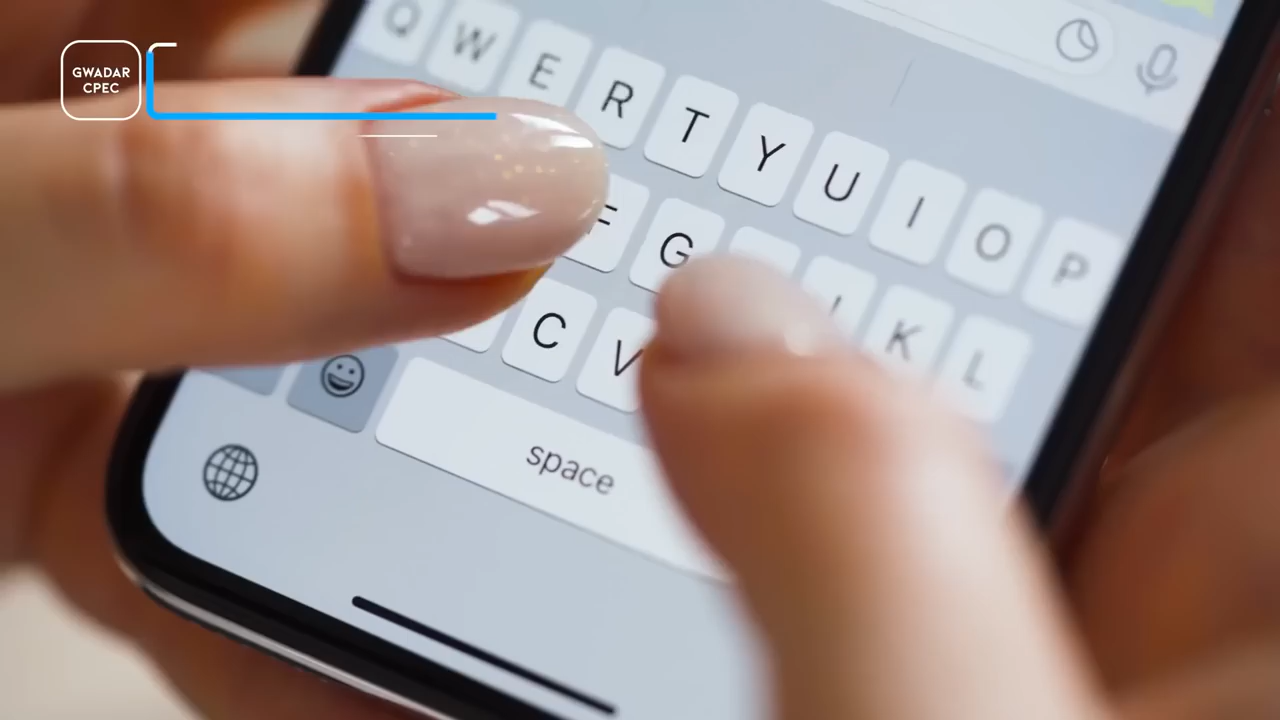 GWADAR
CPEC
Q W E R T Y U I O P
F G K L
C V
space